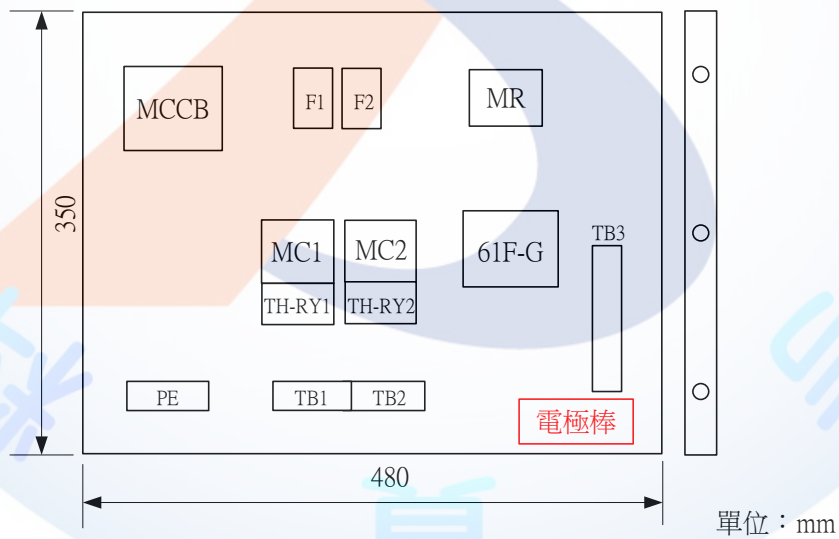 MCCB
F1
F2
MR
350
MC1
MC2
61F-G
TB3
TH-RY1
TH-RY2
PE
TB1
TB2
電極棒
480
單位：mm